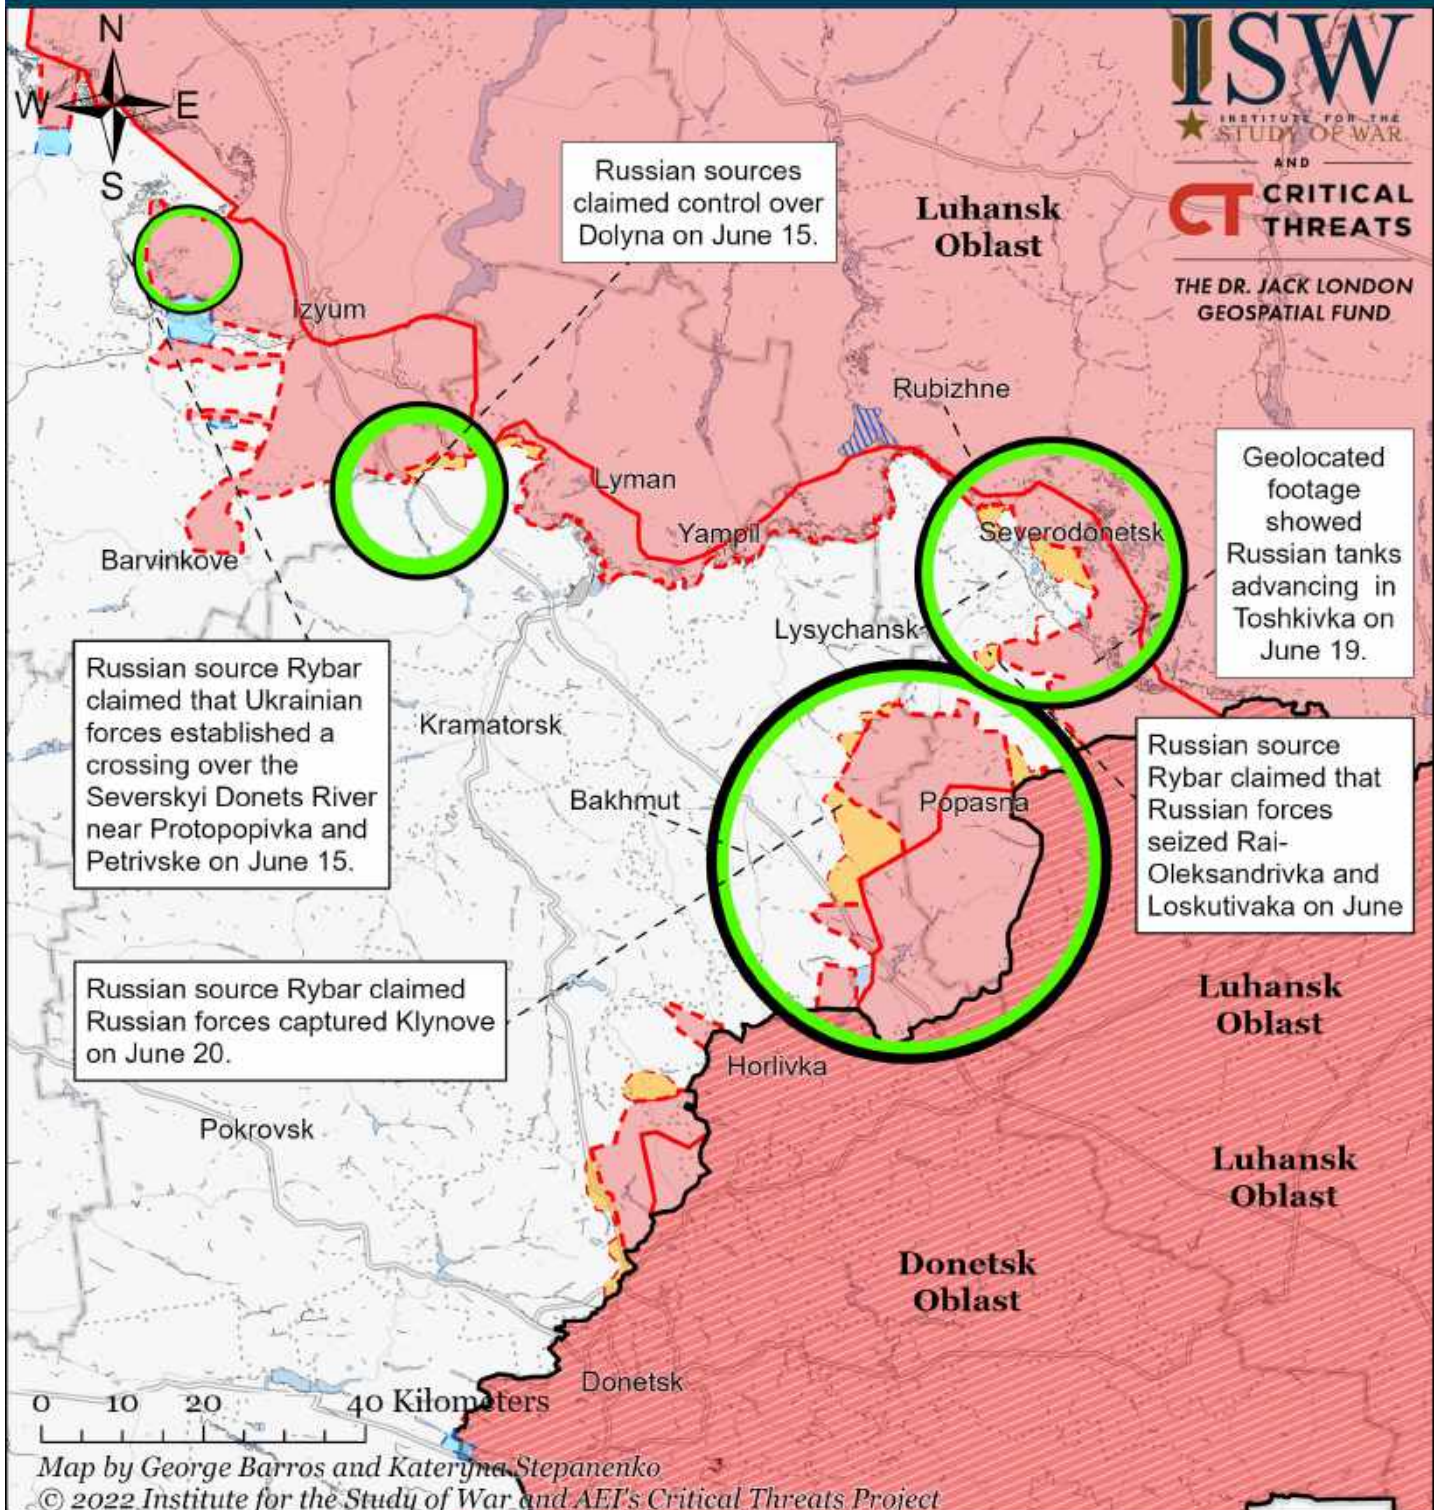 N
W
E
S
ISW
INSTITUTE FOR THE
STUDY OF WAR
AND
CT CRITICAL
THREATS
THE DR. JACK LONDON
GEOSPATIAL FUND
Russian sources
claimed control over
Dolyna on June 15.
Luhansk
Oblast
Izyum
Rubizhne
Geolocated
footage
showed
Russian tanks
advancing in
Toshkivka on
June 19.
Lyman
Yampil
Severodonetsk
Barvinkove
Lysychansk
Russian source Rybar
claimed that Ukrainian
forces established a
crossing over the
Severskyi Donets River
near Protopopivka and
Petrivske on June 15.
Kramatorsk
Bakhmut
Popasna
Russian source
Rybar claimed that
Russian forces
seized Rai-
Oleksandrivka and
Loskutivaka on June
Russian source Rybar claimed
Russian forces captured Klynove
on June 20.
Luhansk
Oblast
Horlivka
Pokrovsk
Luhansk
Oblast
Donetsk
Oblast
Donetsk
0 10 20 40 Kilometers
Map by George Barros and Kateryna Stepanenko
© 2022 Institute for the Study of War and AEI's Critical Threats Project